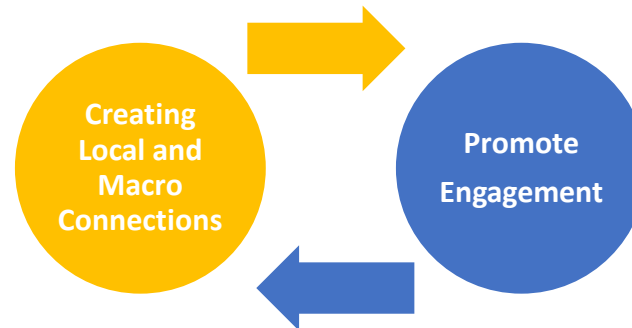 Creating
Local and
Macro
Connections
Promote
Engagement